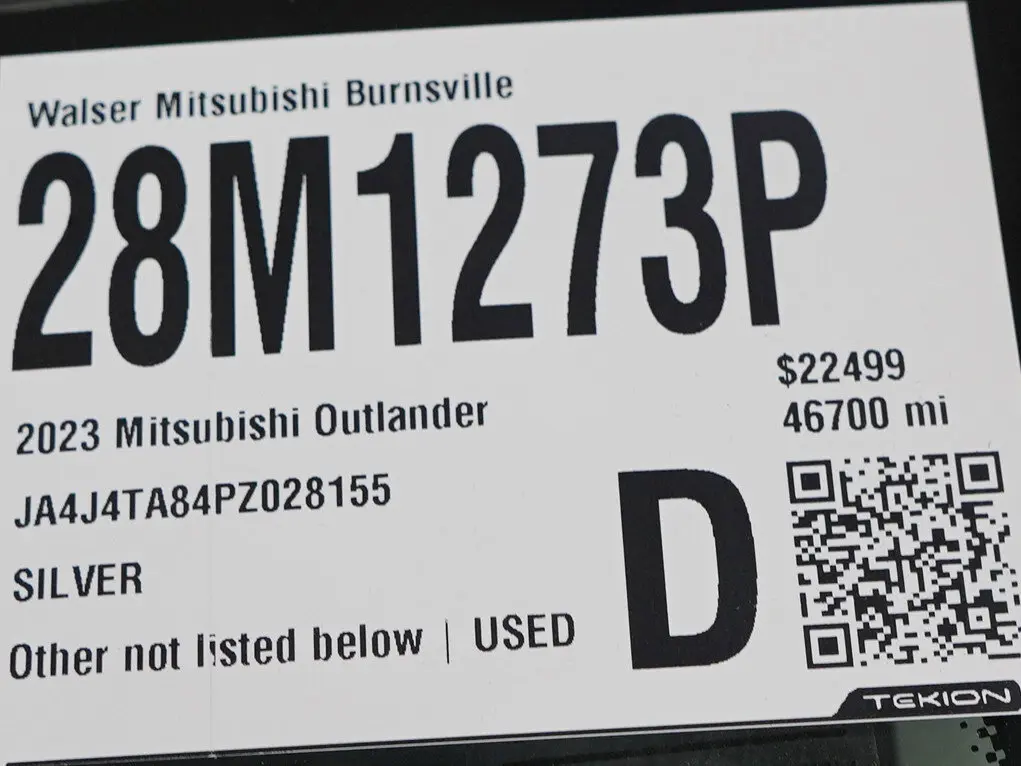 Walser Mitsubishi Burnsville
28M1273P
$22499
2023 Mitsubishi Outlander
46700 mi
JA4J4TA84PZ028155
D
SILVER
Other not listed below | USED
TEKION